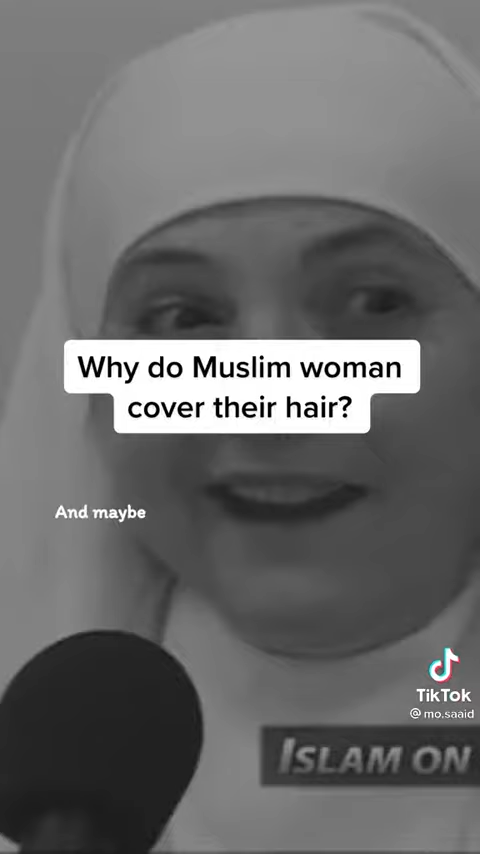 Why do Muslim woman
cover their hair?
And maybe
TikTok
@mo.saaid
ISLAM ON